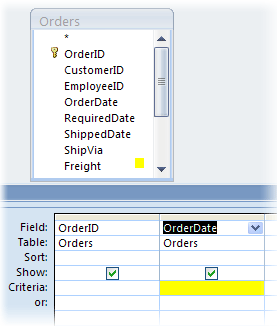 Orders
*
OrderID
CustomerID
EmployeeID
OrderDate
RequiredDate
ShippedDate
ShipVia
Freight
Field: OrderID OrderDate
Table: Orders Orders
Sort:
Show:
Criteria:
or: